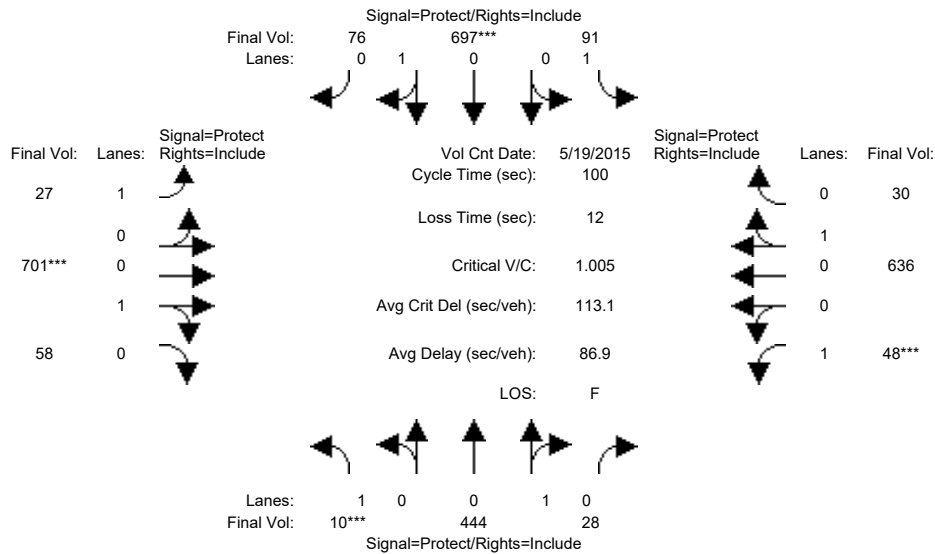 Signal=Protect/Rights=Include
Final Vol: 76 697*** 91
Lanes: 0 1 0 0 1
Signal=Protect
Final Vol: Lanes: Rights=Include
Vol Cnt Date: 5/19/2015
Signal=Protect
Rights=Include Lanes: Final Vol:
Cycle Time (sec): 100
27 1
0 30
Loss Time (sec): 12
0
1
701*** 0
Critical V/C: 1.005
0 636
1
Avg Crit Del (sec/veh): 113.1
0
58 0
Avg Delay (sec/veh): 86.9
1 48***
LOS: F
Lanes: 1 0 0 1 0
Final Vol: 10*** 444 28
Signal=Protect/Rights=Include